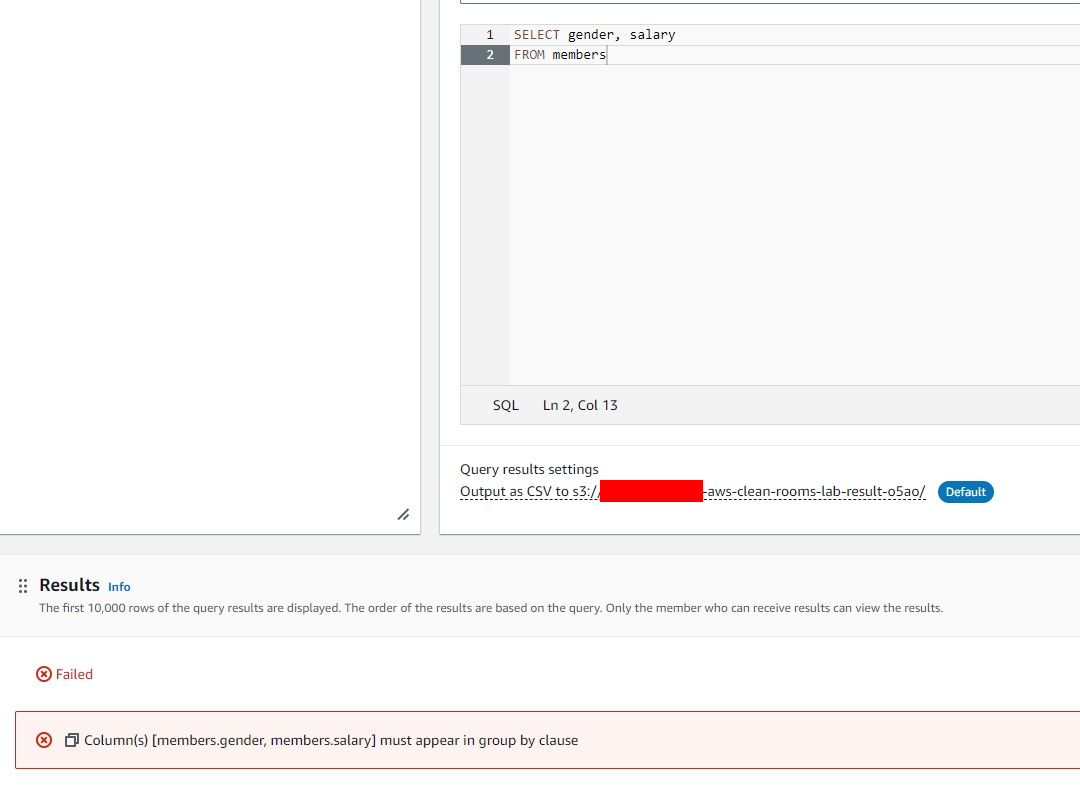 1 SELECT gender, salary
2 FROM members
SQL Ln 2, Col 13
Query results settings
Output as CSV to s3:/ -aws-clean-rooms-lab-result-o5ao/ Default
Results Info
The first 10,000 rows of the query results are displayed. The order of the results are based on the query. Only the member who can receive results can view the results.
Failed
Column(s) [members.gender, members.salary] must appear in group by clause